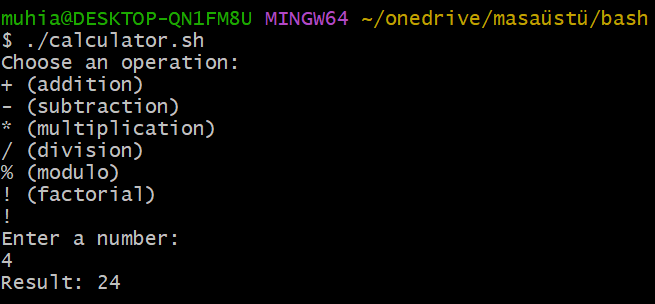 muhia@DESKTOP-QN1FM8U MINGW64 ~/onedrive/masaüstü/bash
$ ./calculator.sh
Choose an operation:
+ (addition)
- (subtraction)
* (multiplication)
/ (division)
% (modulo)
! (factorial)
!
Enter a number:
4
Result: 24